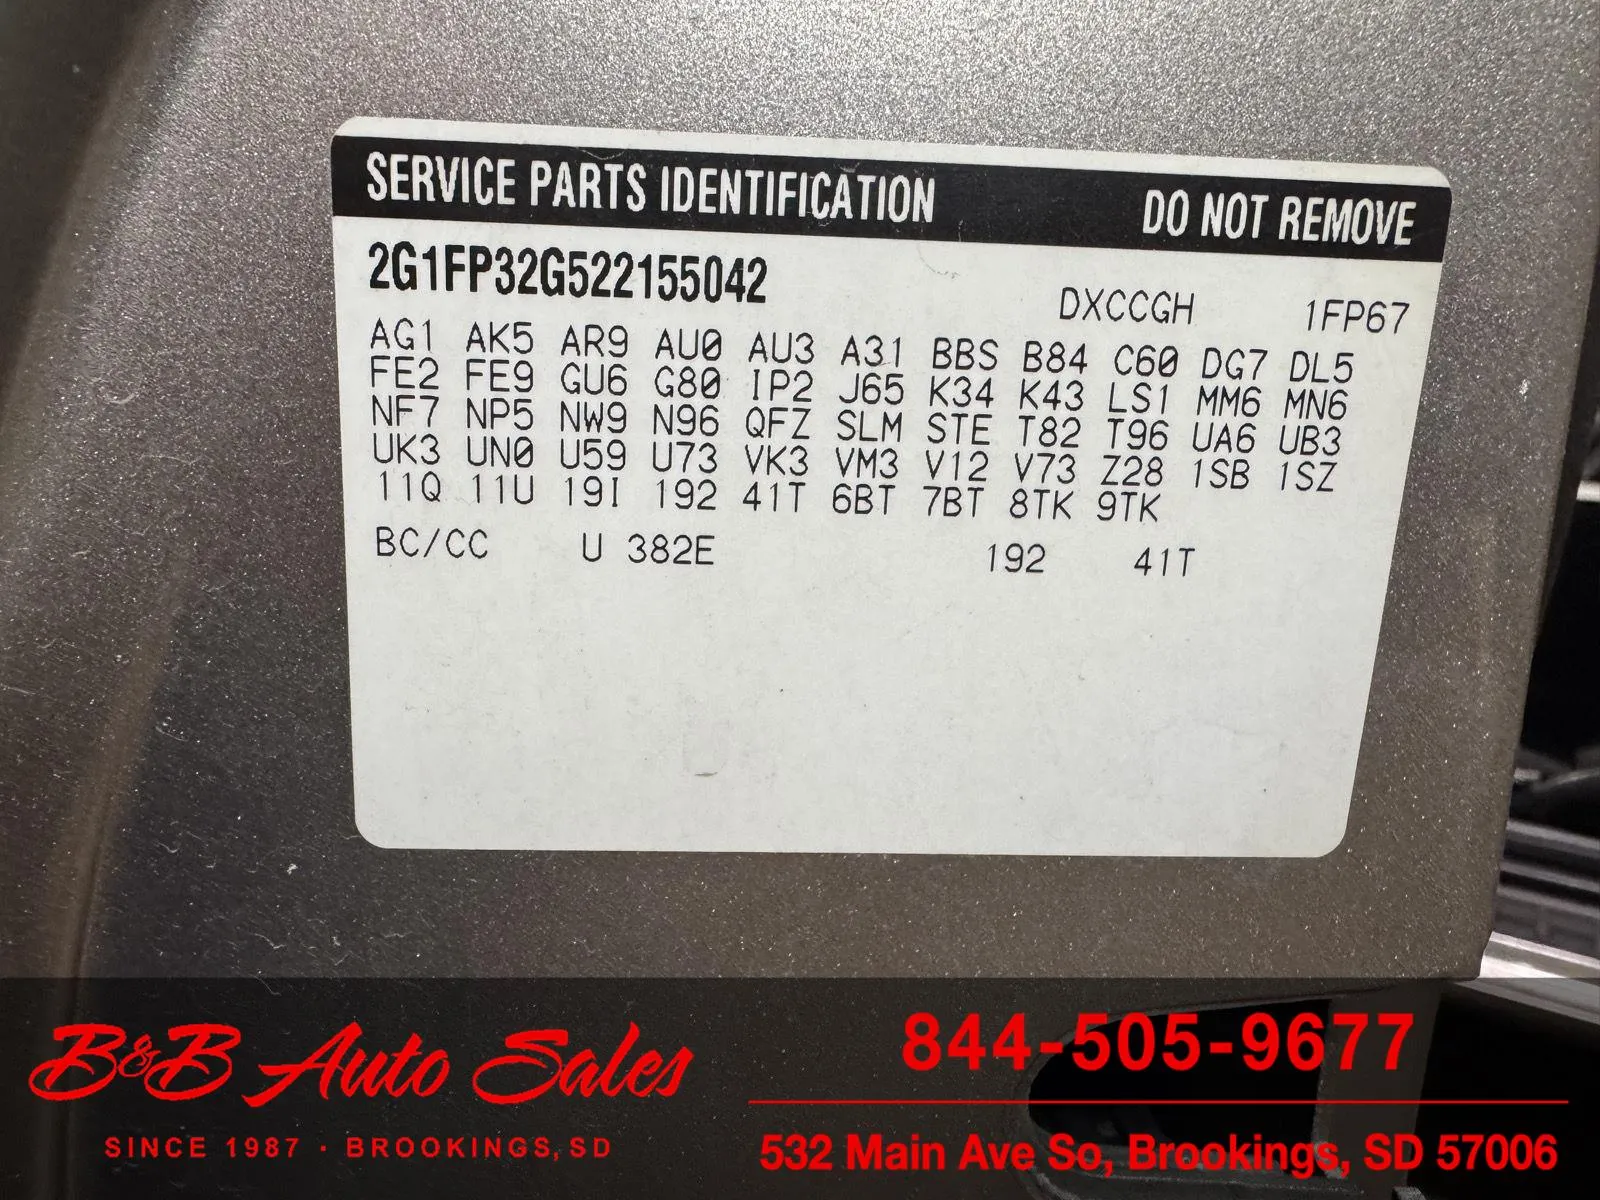 SERVICE PARTS IDENTIFICATION DO NOT REMOVE
2G1FP32G522155042 DXCCGH 1FP67
AG1 AK5 AR9 AU0 AU3 A31 BBS B84 C60 DG7 DL5
FE2 FE9 GU6 G80 IP2 J65 K34 K43 LS1 MM6 MN6
NF7 NP5 NW9 N96 QFZ SLM STE T82 T96 UA6 UB3
UK3 UN0 U59 U73 VK3 VM3 V12 V73 Z28 1SB 1SZ
11Q 11U 19I 192 41T 6BT 7BT 8TK 9TK
BC/CC U 382E 192 41T
B&B Auto Sales
SINCE 1987 · BROOKINGS, SD
844-505-9677
532 Main Ave So, Brookings, SD 57006